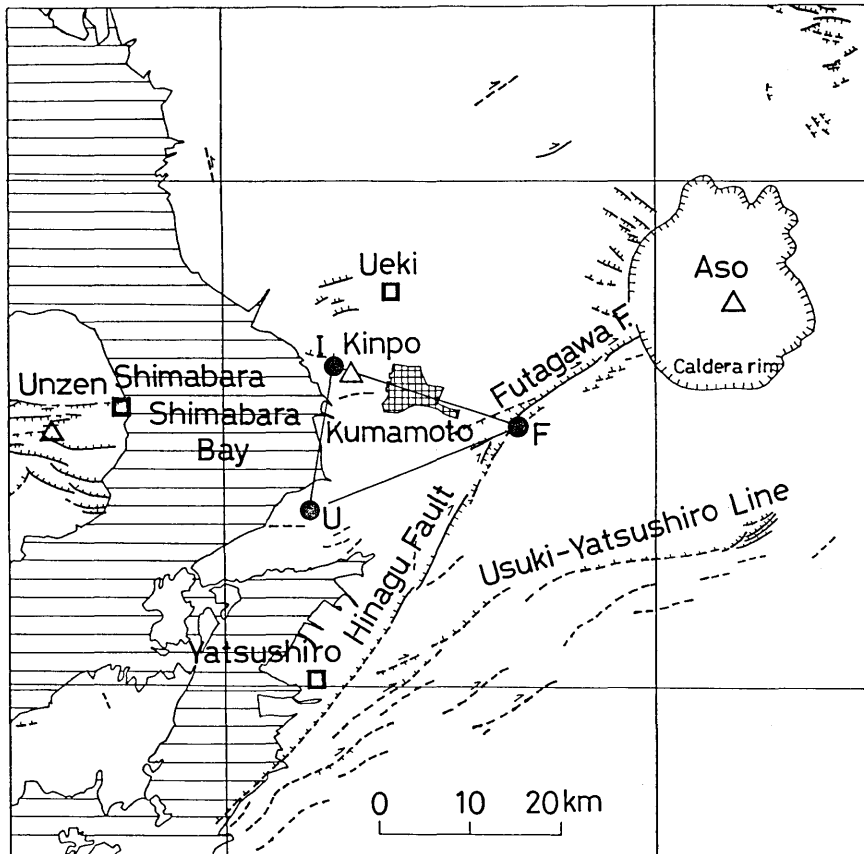 Ueki
Aso
I
Kinpo
Futagawa F.
Caldera rim
Unzen
Shimabara
Shimabara
Bay
Kumamoto
F
U
Hinagu Fault
Usuki-Yatsushiro Line
Yatsushiro
0 10 20km